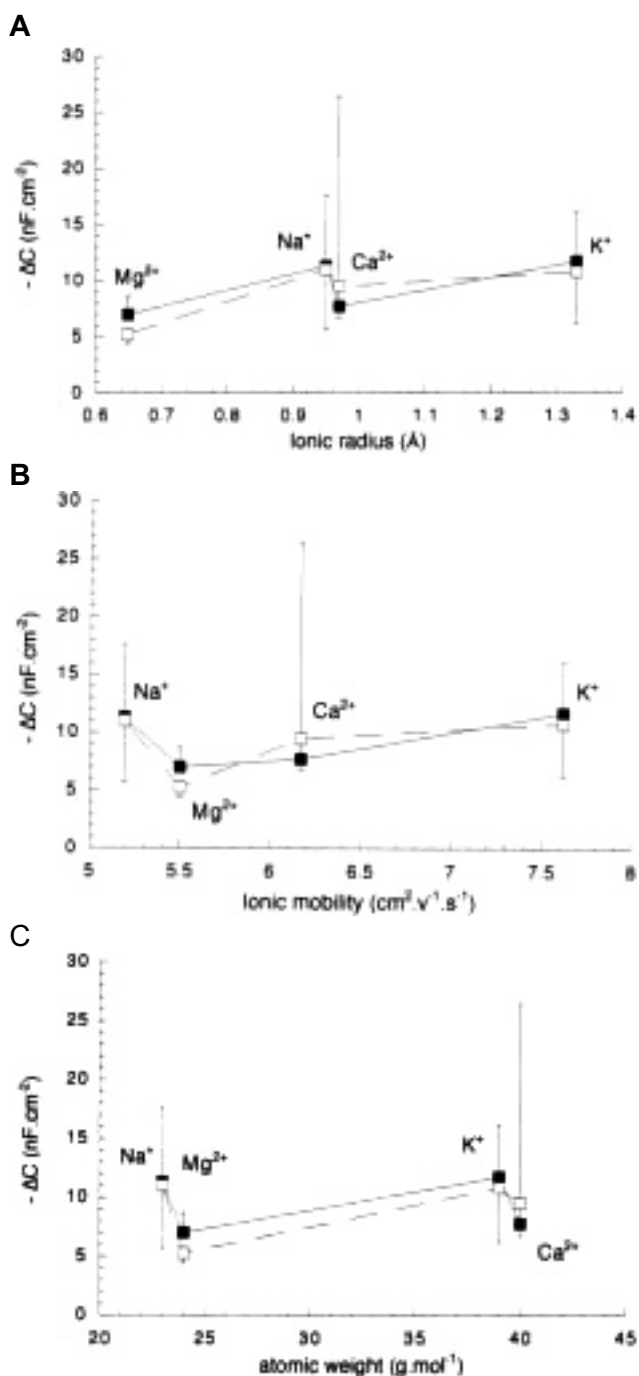 A
30
25
20
15
10
5
0
- ΔC (nF.cm⁻²)
Mg²⁺
Na⁺
Ca²⁺
K⁺
0.6 0.7 0.8 0.9 1 1.1 1.2 1.3 1.4
Ionic radius (Å)
B
30
25
20
15
10
5
0
- ΔC (nF.cm⁻²)
Na⁺
Mg²⁺
Ca²⁺
K⁺
5 5.5 6 6.5 7 7.5 8
Ionic mobility (cm².v⁻¹.s⁻¹)
C
30
25
20
15
10
5
0
- ΔC (nF.cm⁻²)
Na⁺
Mg²⁺
K⁺
Ca²⁺
20 25 30 35 40 45
atomic weight (g.mol⁻¹)